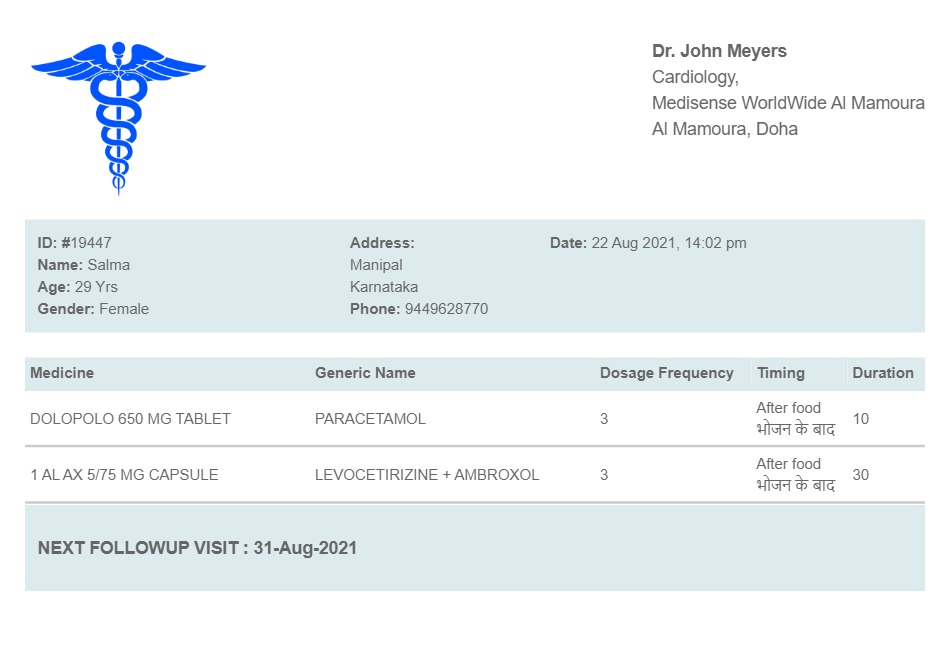 Dr. John Meyers
Cardiology,
Medisense WorldWide Al Mamoura
Al Mamoura, Doha
ID: #19447
Name: Salma
Age: 29 Yrs
Gender: Female
Address:
Manipal
Karnataka
Phone: 9449628770
Date: 22 Aug 2021, 14:02 pm
Medicine Generic Name Dosage Frequency Timing Duration
DOLOPOLO 650 MG TABLET PARACETAMOL 3 After food 10
भोजन के बाद
1 AL AX 5/75 MG CAPSULE LEVOCETIRIZINE + AMBROXOL 3 After food 30
भोजन के बाद
NEXT FOLLOWUP VISIT : 31-Aug-2021